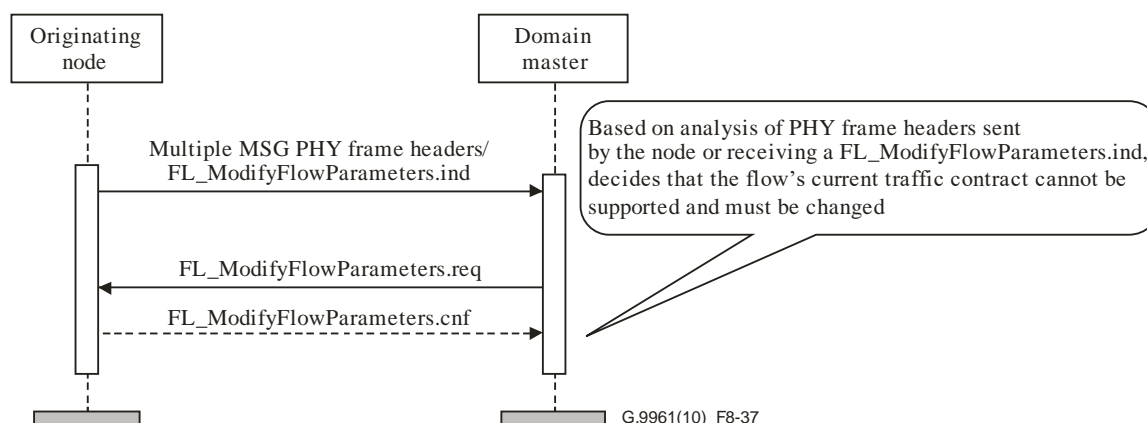 Originating
node
Domain
master
Multiple MSG PHY frame headers/
FL_ModifyFlowParameters.ind
Based on analysis of PHY frame headers sent
by the node or receiving a FL_ModifyFlowParameters.ind,
decides that the flow's current traffic contract cannot be
supported and must be changed
FL_ModifyFlowParameters.req
FL_ModifyFlowParameters.cnf
G.9961(10)_F8-37